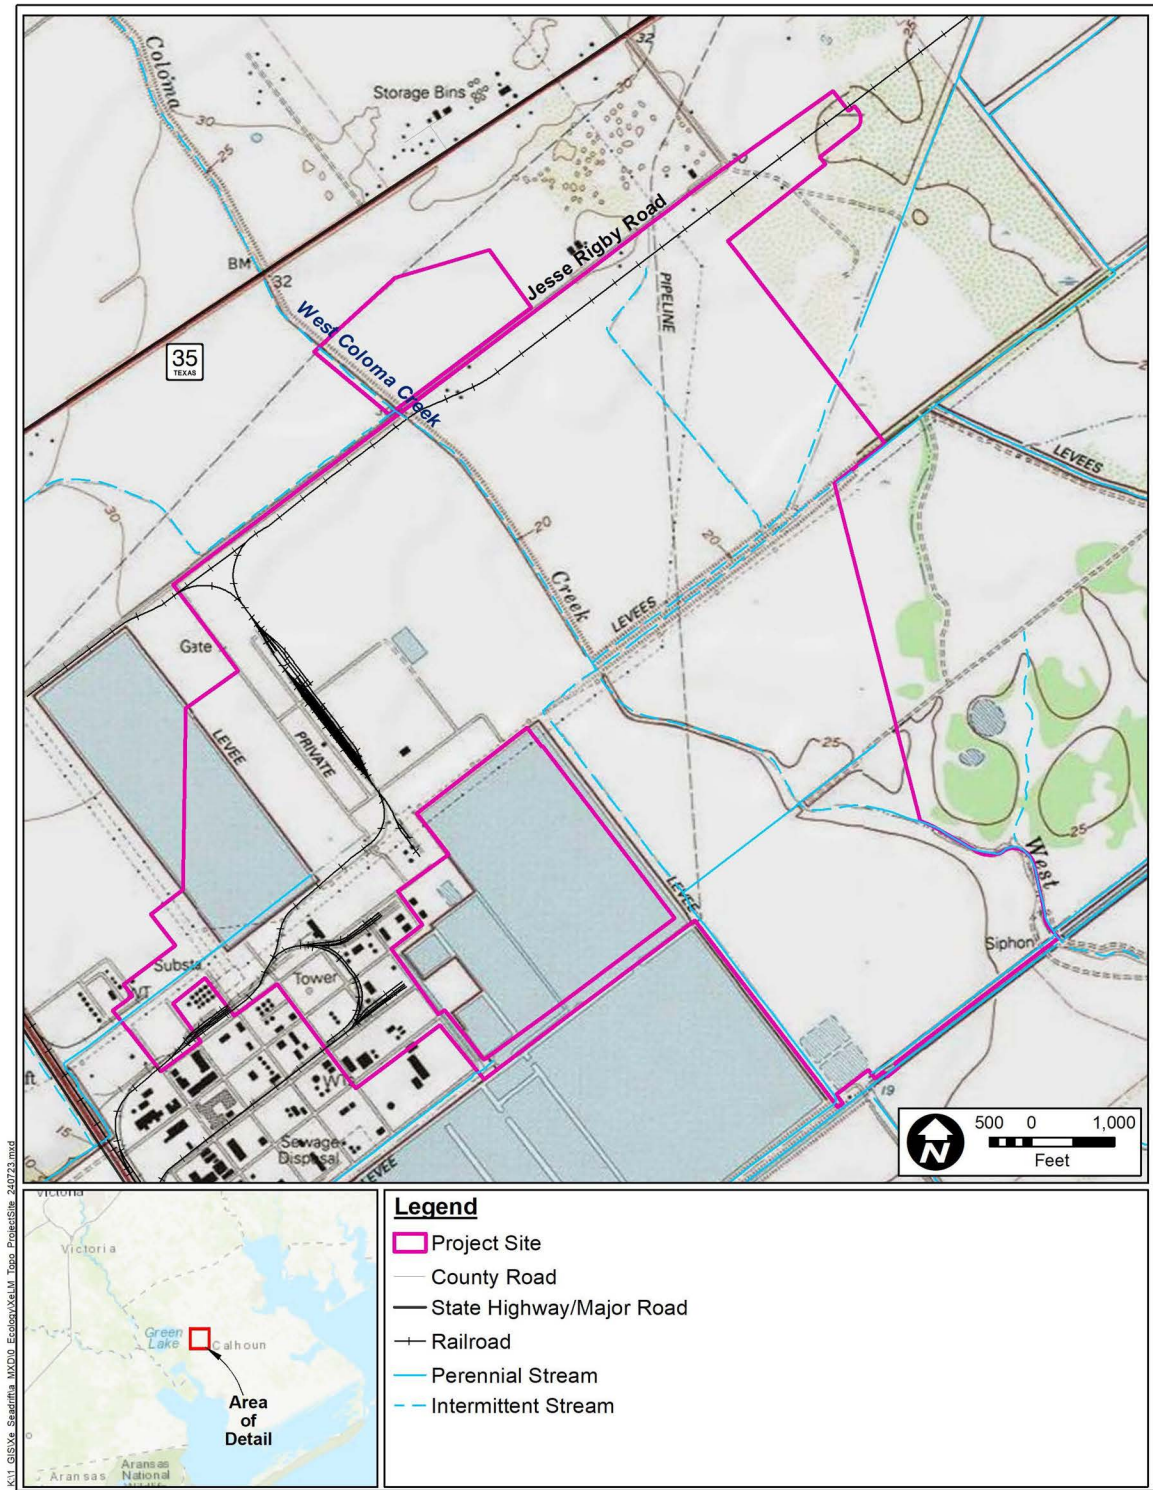 Coloma
Storage Bins
32
25
30
25
20
BM
32
Jesse Rigby Road
PIPELINE
West Coloma Creek
35
TEXAS
LEVEES
30
20
20
Creek
LEVEES
Gate
LEVEE
PRIVATE
25
25
West
LEVEE
Siphon
Substa
Tower
WT
WT
19
15
Sewage
Disposal
LEVEE
N
500 0 1,000
Feet
Victoria
Victoria
Green
Lake
Calhoun
Area
of
Detail
Aransas
Aransas
National
Legend
Project Site
County Road
State Highway/Major Road
Railroad
Perennial Stream
Intermittent Stream